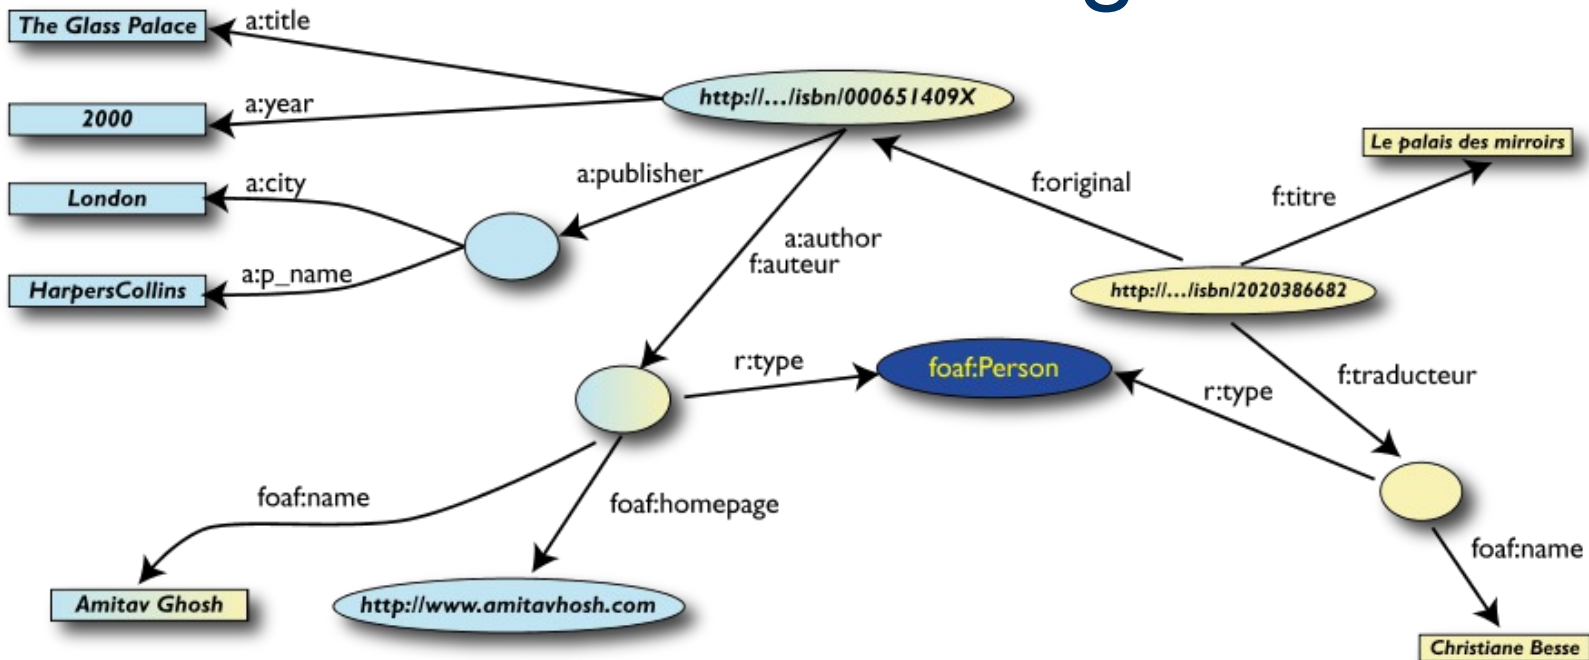 g
The Glass Palace
a:title
http://.../isbn/000651409X
a:year
2000
Le palais des mirroirs
a:publisher
f:original
f:titre
a:city
London
a:author
f:auteur
a:p_name
HarpersCollins
http://.../isbn/2020386682
r:type
foaf:Person
f:traducteur
r:type
foaf:name
foaf:homepage
foaf:name
Amitav Ghosh
http://www.amitavhosh.com
Christiane Besse